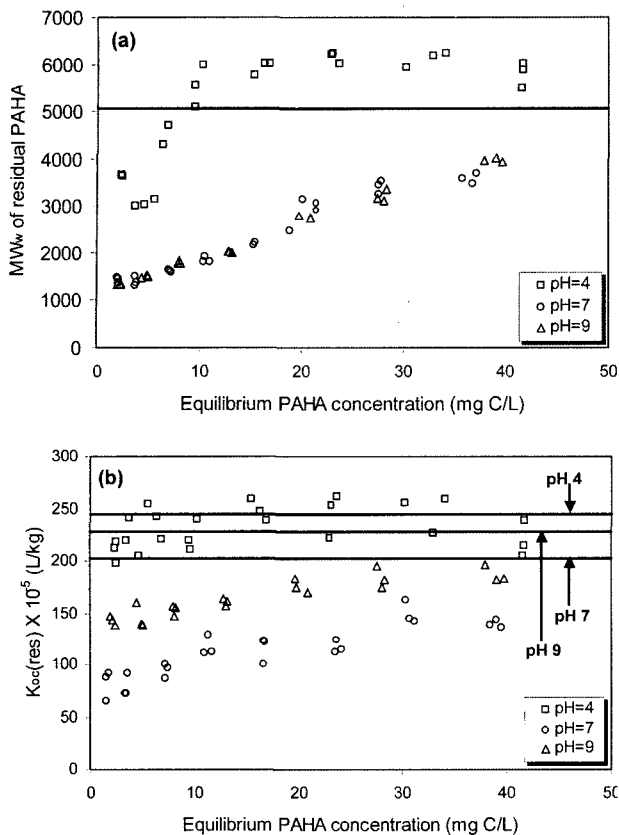 (a)
MWw of residual PAHA
7000
6000
5000
4000
3000
2000
1000
0
pH=4
pH=7
pH=9
0 10 20 30 40 50
Equilibrium PAHA concentration (mg C/L)
(b)
Koc(res) X 10⁻⁵ (L/kg)
300
250
200
150
100
50
0
pH 4
pH 7
pH 9
pH=4
pH=7
pH=9
0 10 20 30 40 50
Equilibrium PAHA concentration (mg C/L)